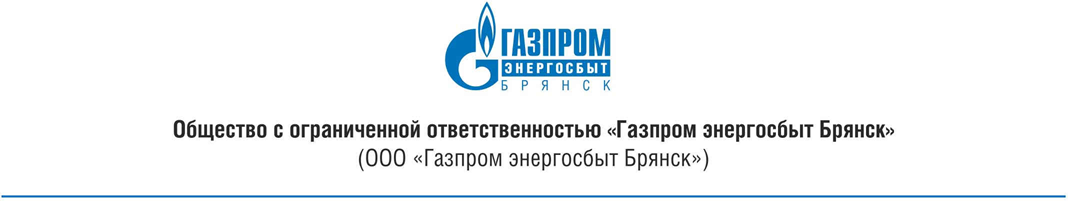 ГАЗПРОМ
ЭНЕРГОСБЫТ
БРЯНСК
Общество с ограниченной ответственностью «Газпром энергосбыт Брянск»
(ООО «Газпром энергосбыт Брянск»)